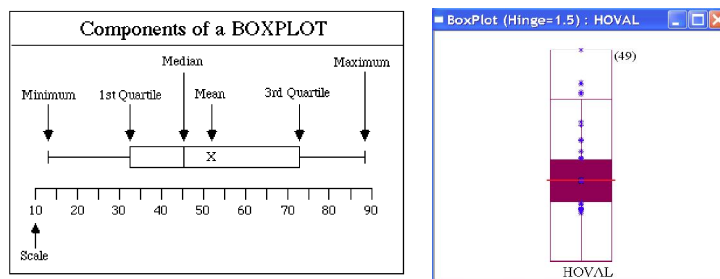 Components of a BOXPLOT
Median
Maximum
Minimum
1st Quartile
Mean
3rd Quartile
X
10 20 30 40 50 60 70 80 90
Scale
BoxPlot (Hinge=1.5) : HOVAL
(49)
HOVAL